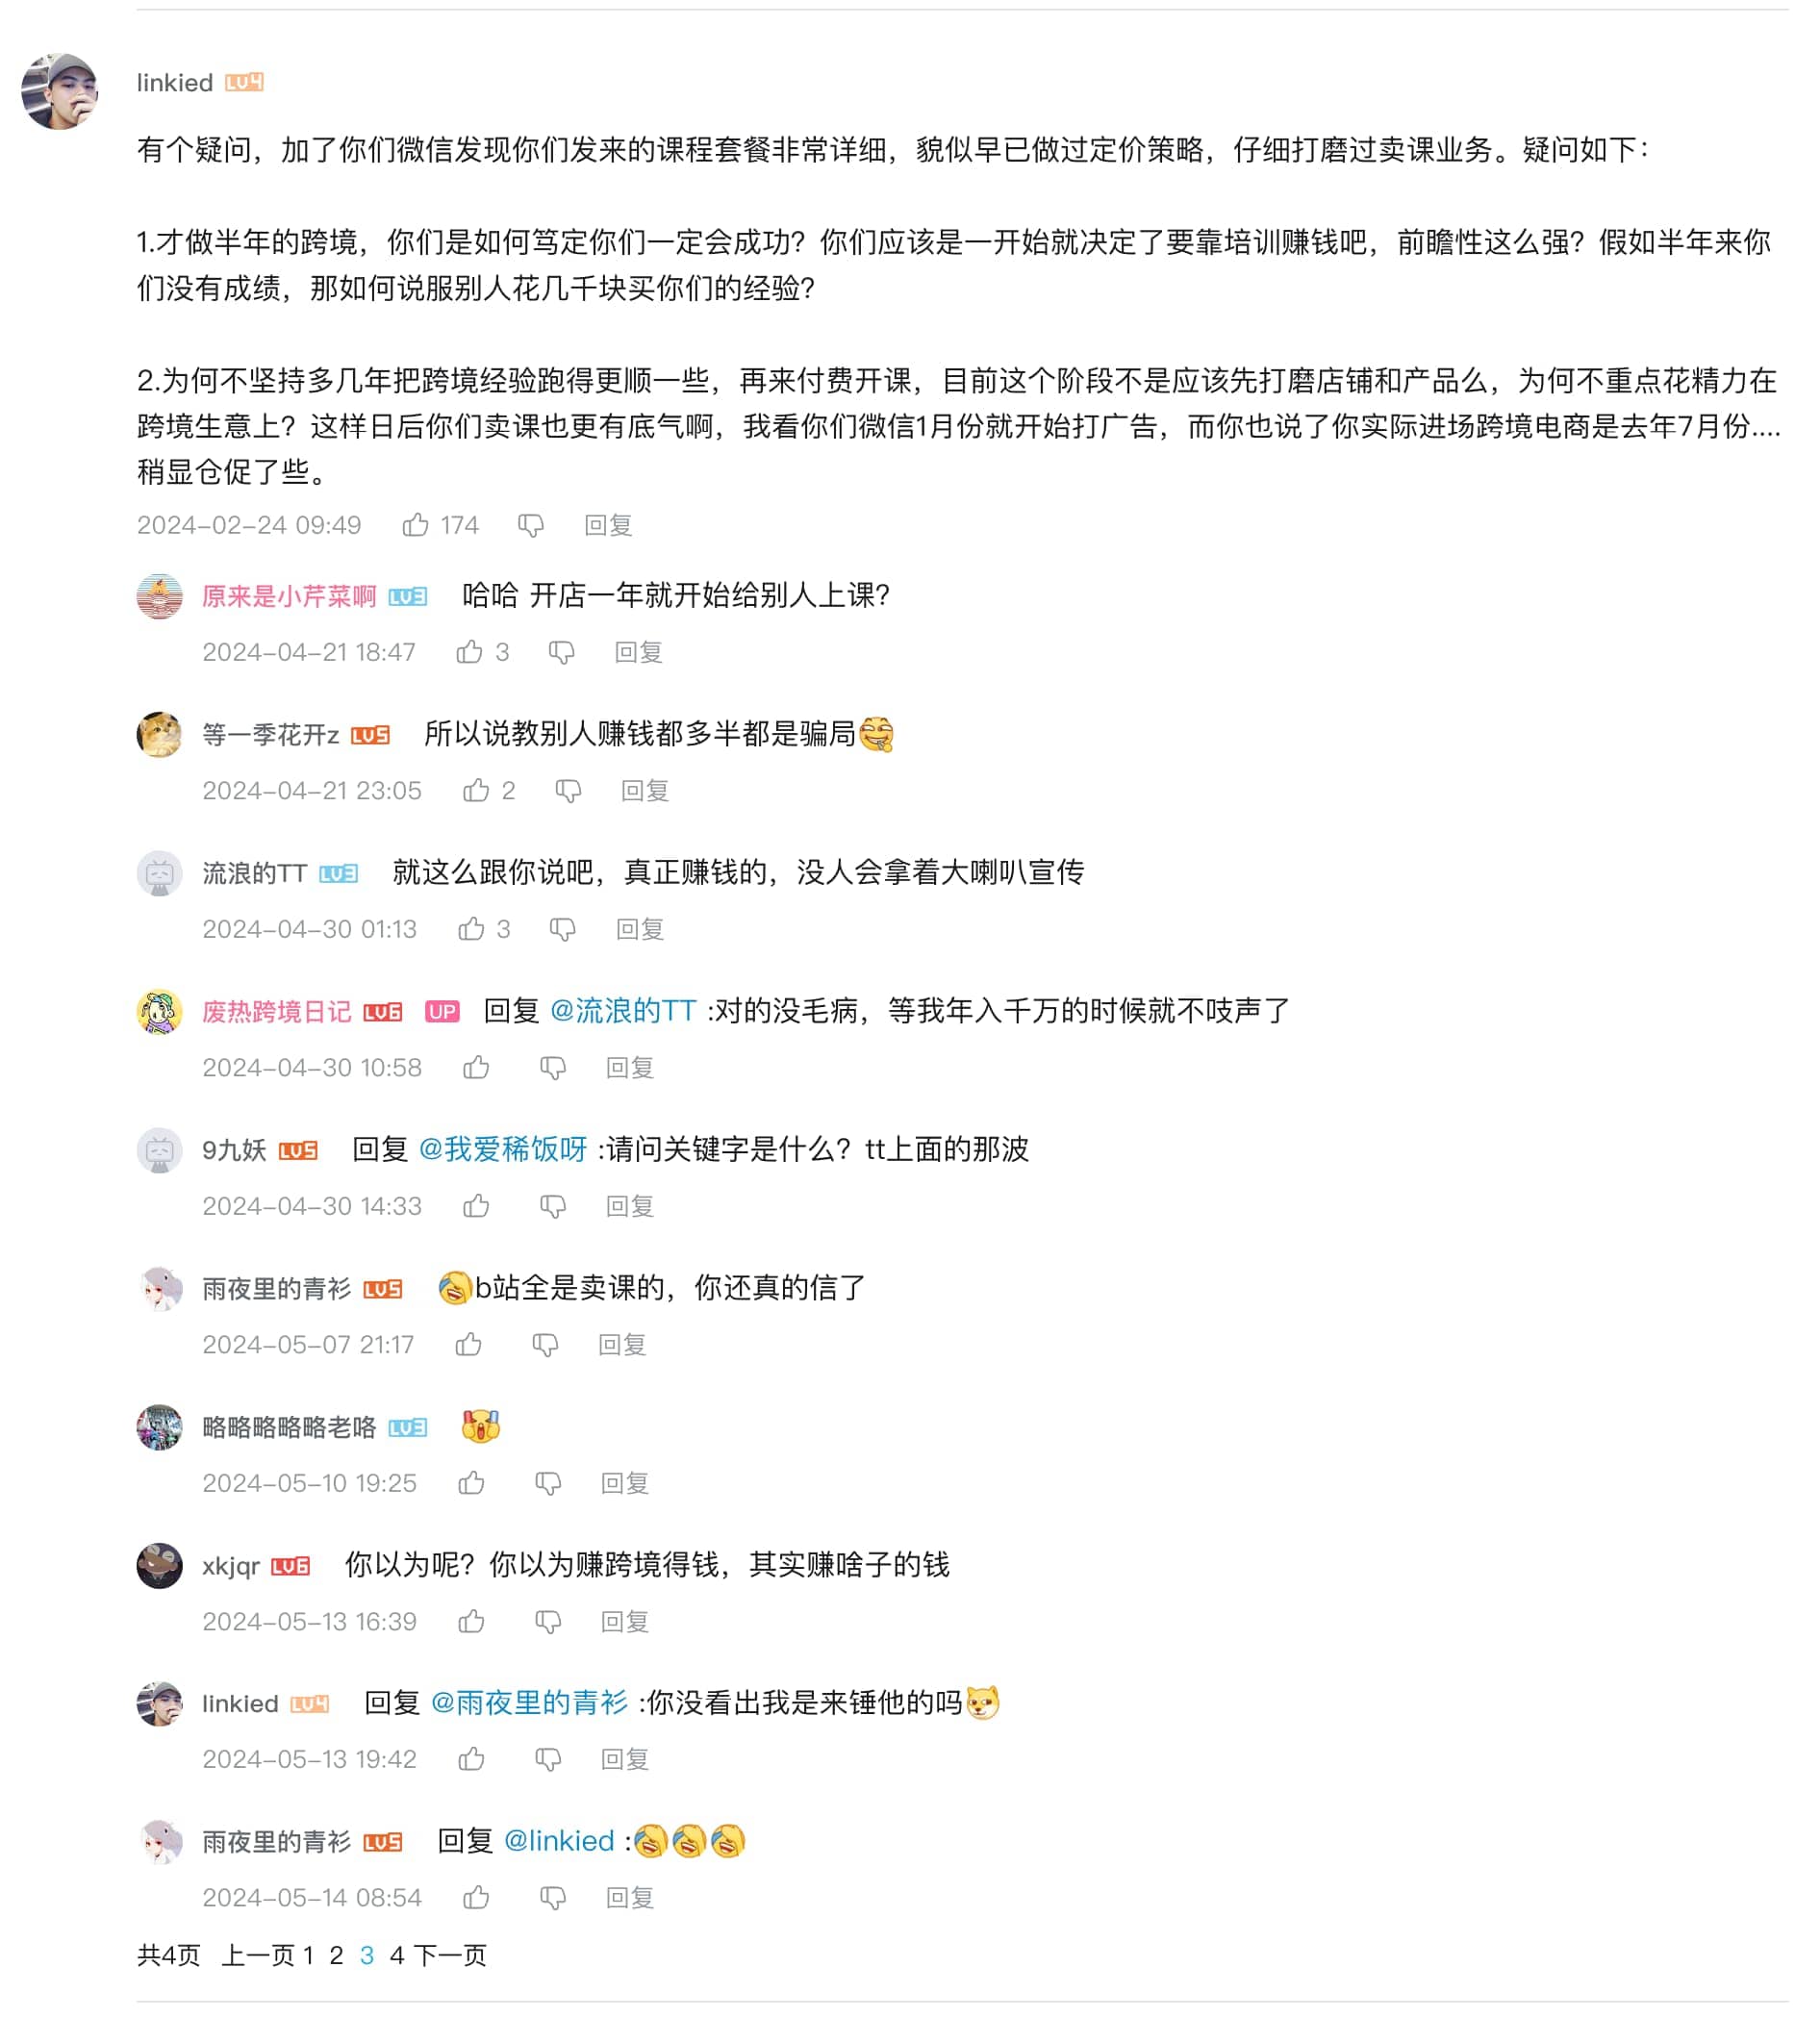 linkied LV4
有个疑问，加了你们微信发现你们发来的课程套餐非常详细，貌似早已做过定价策略，仔细打磨过卖课业务。疑问如下：
1.才做半年的跨境，你们是如何笃定你们一定会成功？你们应该是一开始就决定了要靠培训赚钱吧，前瞻性这么强？假如半年来你
们没有成绩，那如何说服别人花几千块买你们的经验？
2.为何不坚持多几年把跨境经验跑得更顺一些，再来付费开课，目前这个阶段不是应该先打磨店铺和产品么，为何不重点花精力在
跨境生意上？这样日后你们卖课也更有底气啊，我看你们微信1月份就开始打广告，而你也说了你实际进场跨境电商是去年7月份....
稍显仓促了些。
2024-02-24 09:49 174 回复
原来是小芹菜啊 LV3 哈哈 开店一年就开始给别人上课？
2024-04-21 18:47 3 回复
等一季花开z LV5 所以说教别人赚钱都多半都是骗局
2024-04-21 23:05 2 回复
流浪的TT LV3 就这么跟你说吧，真正赚钱的，没人会拿着大喇叭宣传
2024-04-30 01:13 3 回复
废热跨境日记 LV6 UP 回复 @流浪的TT :对的没毛病，等我年入千万的时候就不吱声了
2024-04-30 10:58 回复
9九妖 LV5 回复 @我爱稀饭呀 :请问关键字是什么？tt上面的那波
2024-04-30 14:33 回复
雨夜里的青衫 LV5 b站全是卖课的，你还真的信了
2024-05-07 21:17 回复
略略略略略老咯 LV3
2024-05-10 19:25 回复
xkjqr LV6 你以为呢？你以为赚跨境得钱，其实赚啥子的钱
2024-05-13 16:39 回复
linkied LV4 回复 @雨夜里的青衫 :你没看出我是来锤他的吗
2024-05-13 19:42 回复
雨夜里的青衫 LV5 回复 @linkied :
2024-05-14 08:54 回复
共4页 上一页 1 2 3 4 下一页